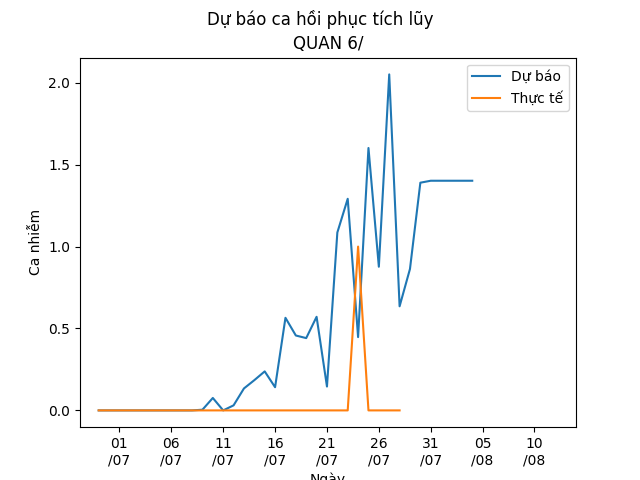 Dự báo ca hồi phục tích lũy
QUAN 6/
Dự báo
Thực tế
Ca nhiễm
2.0
1.5
1.0
0.5
0.0
01 06 11 16 21 26 31 05 10
/07 /07 /07 /07 /07 /07 /07 /08 /08
Ngày